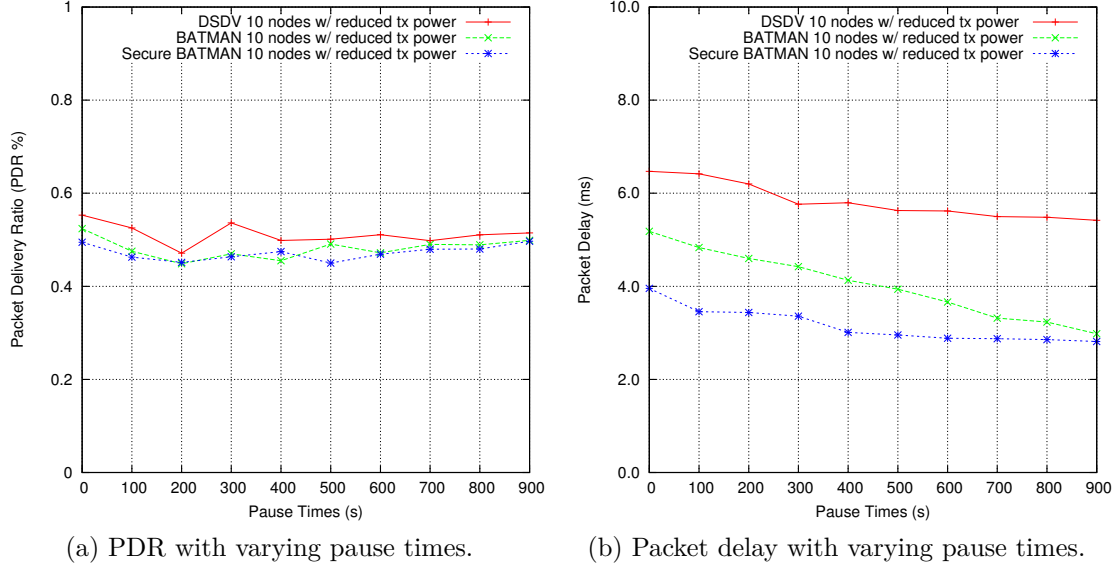 DSDV 10 nodes w/ reduced tx power
BATMAN 10 nodes w/ reduced tx power
Secure BATMAN 10 nodes w/ reduced tx power
Packet Delivery Ratio (PDR %)
1
0.8
0.6
0.4
0.2
0
0 100 200 300 400 500 600 700 800 900
Pause Times (s)
(a) PDR with varying pause times.
DSDV 10 nodes w/ reduced tx power
BATMAN 10 nodes w/ reduced tx power
Secure BATMAN 10 nodes w/ reduced tx power
Packet Delay (ms)
10.0
8.0
6.0
4.0
2.0
0.0
0 100 200 300 400 500 600 700 800 900
Pause Times (s)
(b) Packet delay with varying pause times.